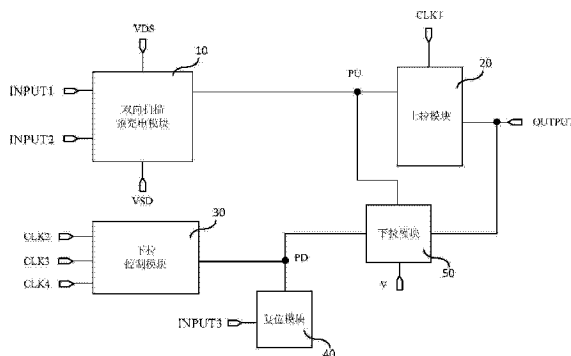 VDS
10
INPUT1
双向扫描
预充电模块
INPUT2
VSD
PU
CLK1
20
上拉模块
OUTPUT
CLK2
CLK3
CLK4
30
下拉
控制模块
PD
下拉模块
50
V
INPUT3
复位模块
40